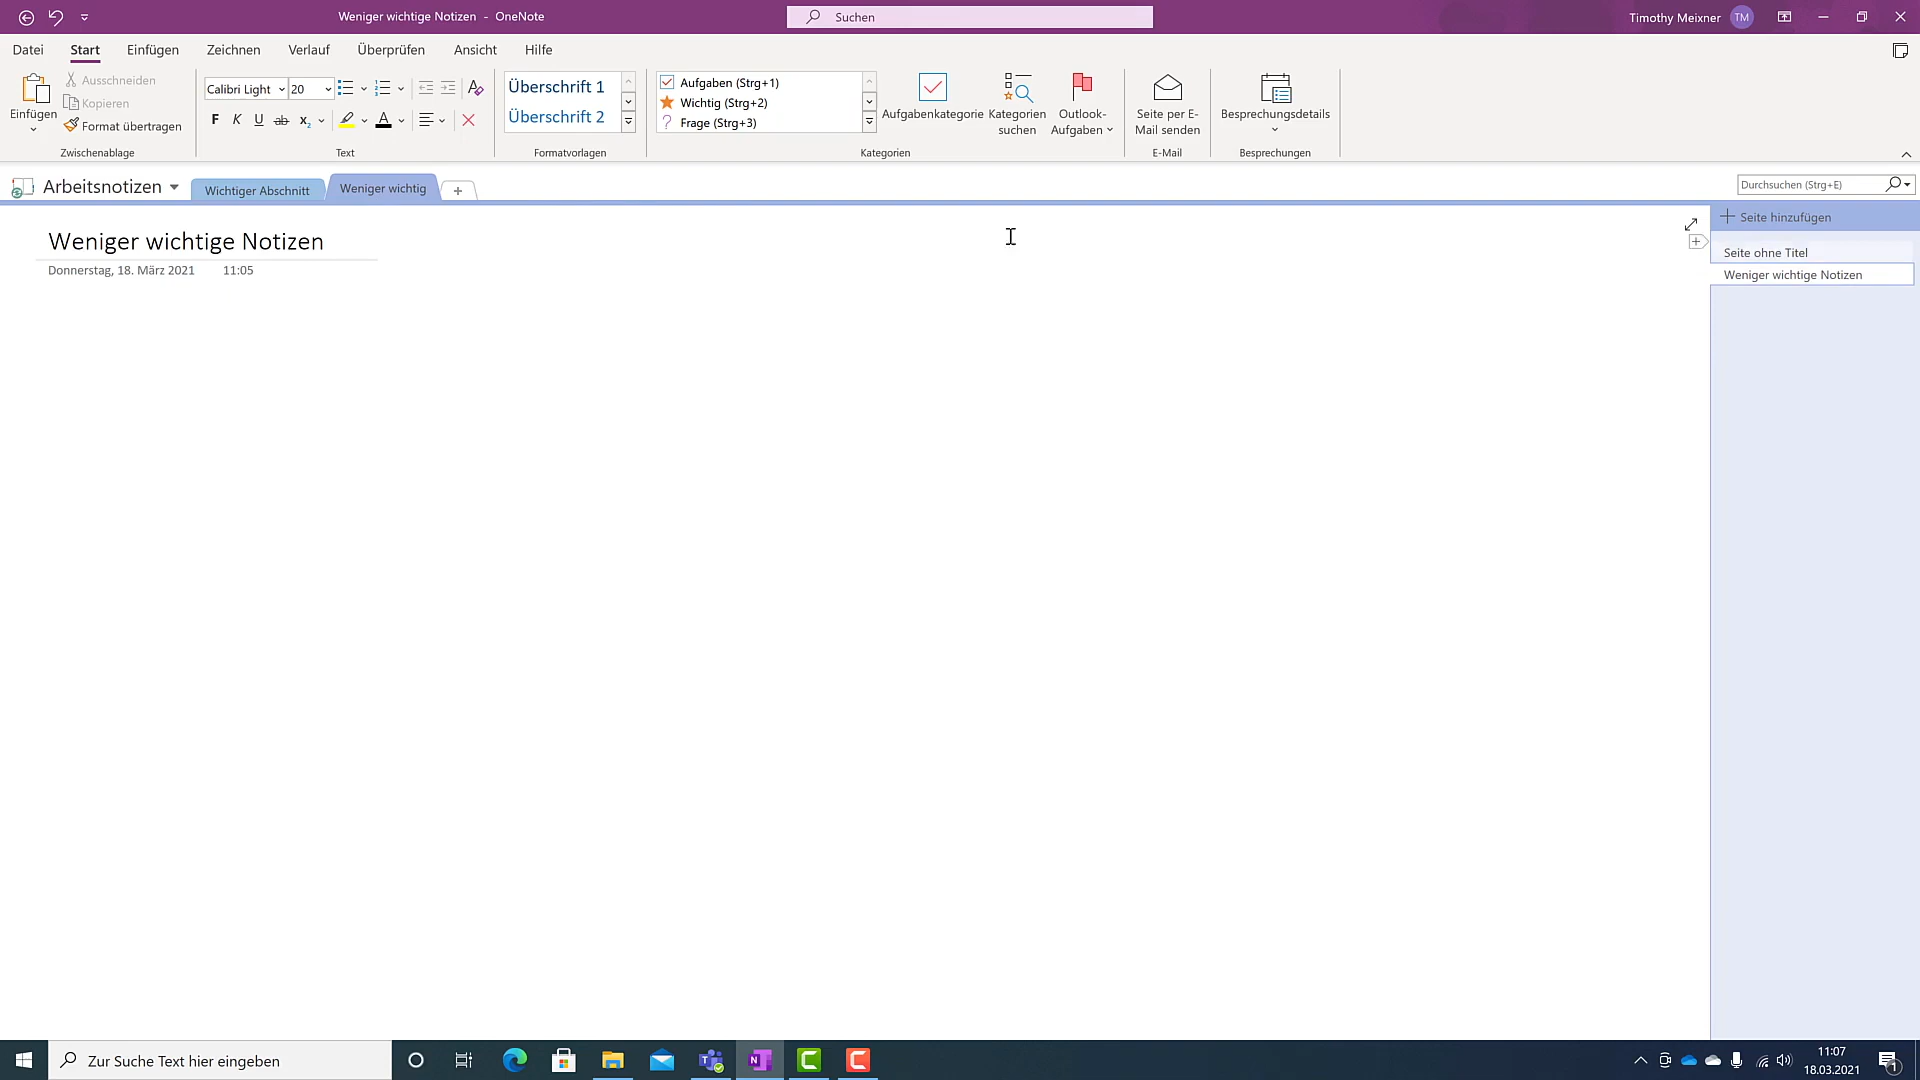 Weniger wichtige Notizen - OneNote
Suchen
Timothy Meixner TM
Datei Start Einfügen Zeichnen Verlauf Überprüfen Ansicht Hilfe
Einfügen
Ausschneiden
Kopieren
Format übertragen
Zwischenablage
Calibri Light 20
F K U ab x₂ A
Text
Überschrift 1
Überschrift 2
Formatvorlagen
Aufgaben (Strg+1)
Wichtig (Strg+2)
Frage (Strg+3)
Aufgabenkategorie
Kategorien suchen
Outlook-Aufgaben
Kategorien
Seite per E-Mail senden
E-Mail
Besprechungsdetails
Besprechungen
Arbeitsnotizen
Wichtiger Abschnitt
Weniger wichtig
Durchsuchen (Strg+E)
Seite hinzufügen
Seite ohne Titel
Weniger wichtige Notizen
Weniger wichtige Notizen
Donnerstag, 18. März 2021 11:05
Zur Suche Text hier eingeben
11:07
18.03.2021
1